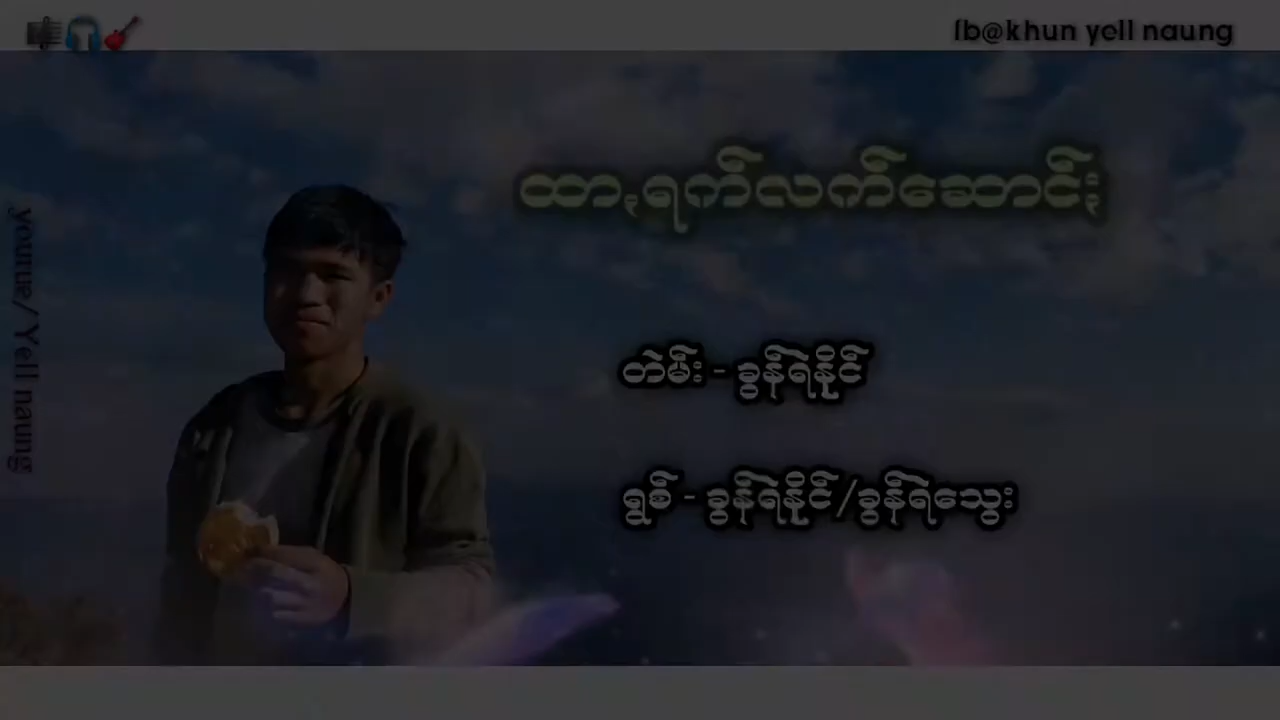 fb@khun yell naung
ထာႇရက်လက်ဆောင်ႏ
တဲမ်း - ခွန်ရဲနိုင်
ရွစ် - ခွန်ရဲနိုင်/ခွန်ရဲသွေး
yourue/ Yell naung